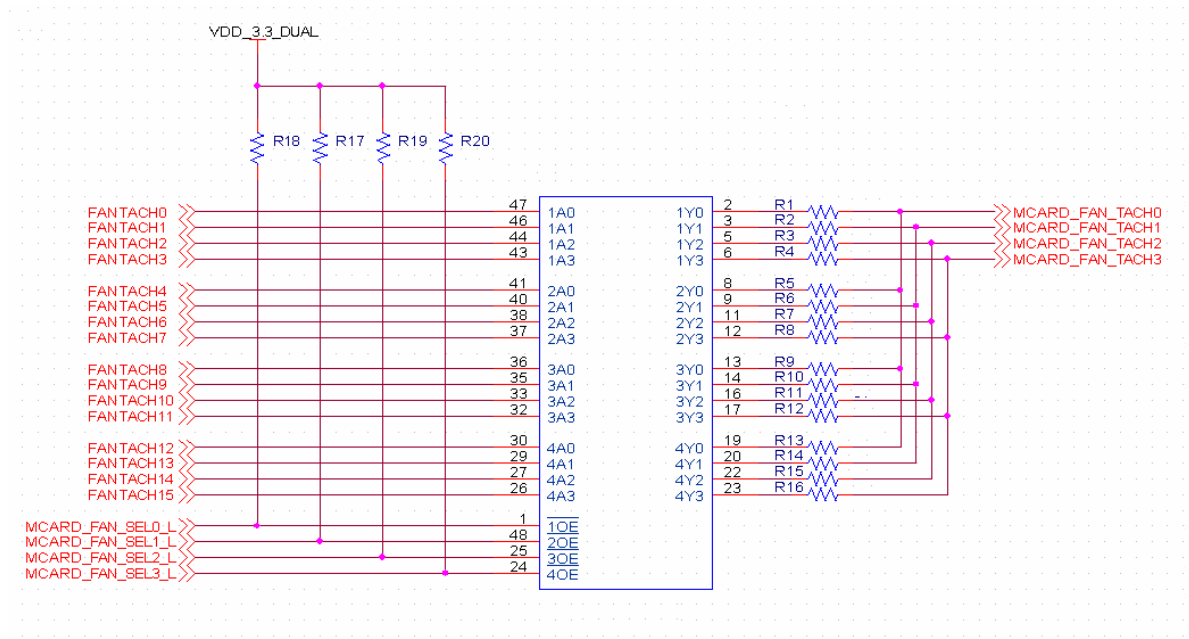 VDD_3.3_DUAL
R18 R17 R19 R20
FANTACH0 47 1A0 1Y0 2 R1 MCARD_FAN_TACH0
FANTACH1 46 1A1 1Y1 3 R2 MCARD_FAN_TACH1
FANTACH2 44 1A2 1Y2 5 R3 MCARD_FAN_TACH2
FANTACH3 43 1A3 1Y3 6 R4 MCARD_FAN_TACH3
FANTACH4 41 2A0 2Y0 8 R5
FANTACH5 40 2A1 2Y1 9 R6
FANTACH6 38 2A2 2Y2 11 R7
FANTACH7 37 2A3 2Y3 12 R8
FANTACH8 36 3A0 3Y0 13 R9
FANTACH9 35 3A1 3Y1 14 R10
FANTACH10 33 3A2 3Y2 16 R11
FANTACH11 32 3A3 3Y3 17 R12
FANTACH12 30 4A0 4Y0 19 R13
FANTACH13 29 4A1 4Y1 20 R14
FANTACH14 27 4A2 4Y2 22 R15
FANTACH15 26 4A3 4Y3 23 R16
MCARD_FAN_SEL0_L 1 1OE
MCARD_FAN_SEL1_L 48 2OE
MCARD_FAN_SEL2_L 25 3OE
MCARD_FAN_SEL3_L 24 4OE